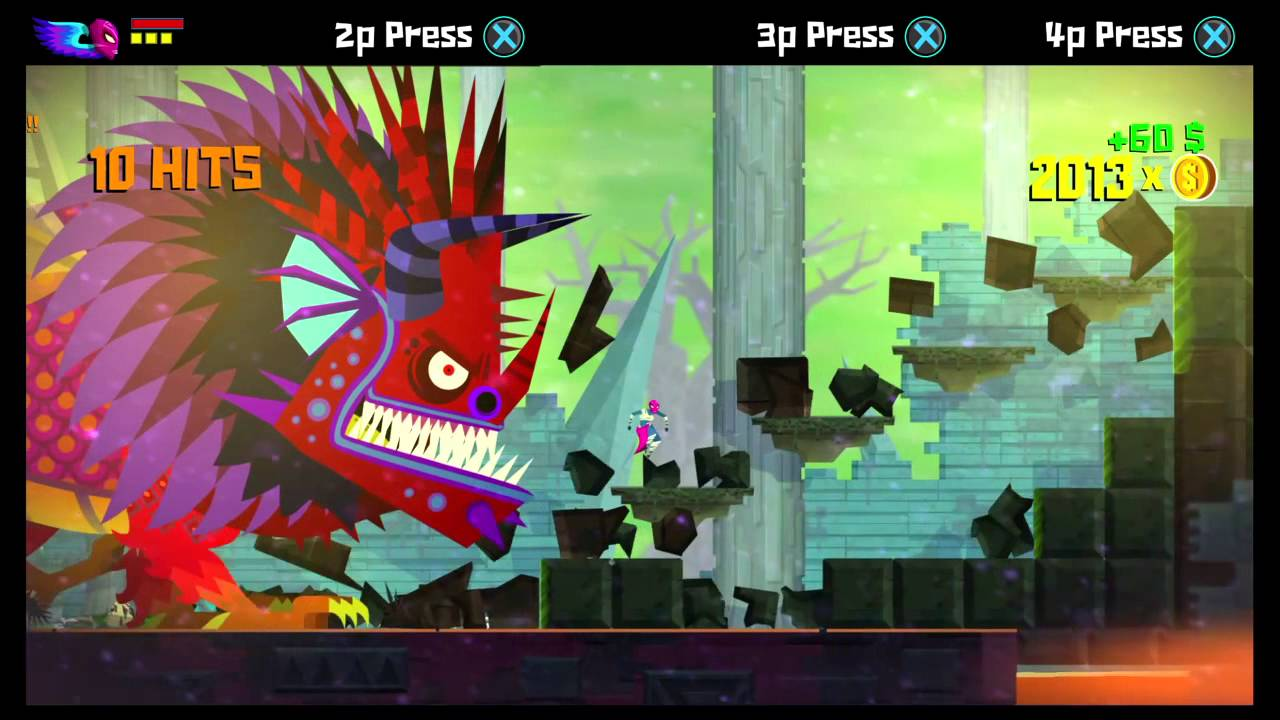 2p Press
3p Press
4p Press
!!
10 HITS
+60 $
2013 x $